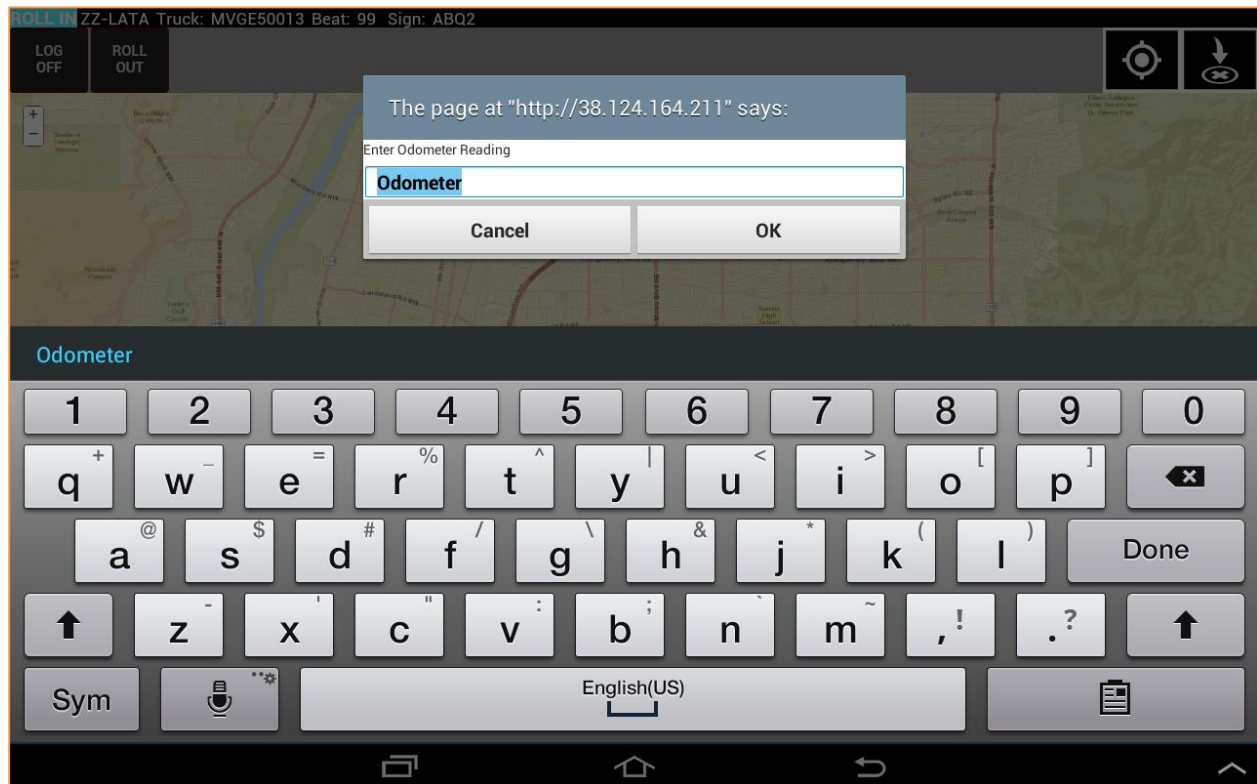 ROLL IN ZZ-LATA Truck: MVGE50013 Beat: 99 Sign: ABQ2
LOG OFF
ROLL OUT
The page at "http://38.124.164.211" says:
Enter Odometer Reading
Odometer
Cancel OK
+
-
Odometer
1 2 3 4 5 6 7 8 9 0
q + w _ e = r % t ^ y | u < i > o [ p ]
a @ s $ d # f / g \ h & j * k ( l ) Done
z - x ' c " v : b ; n ` m ~ , ! . ?
Sym English(US)